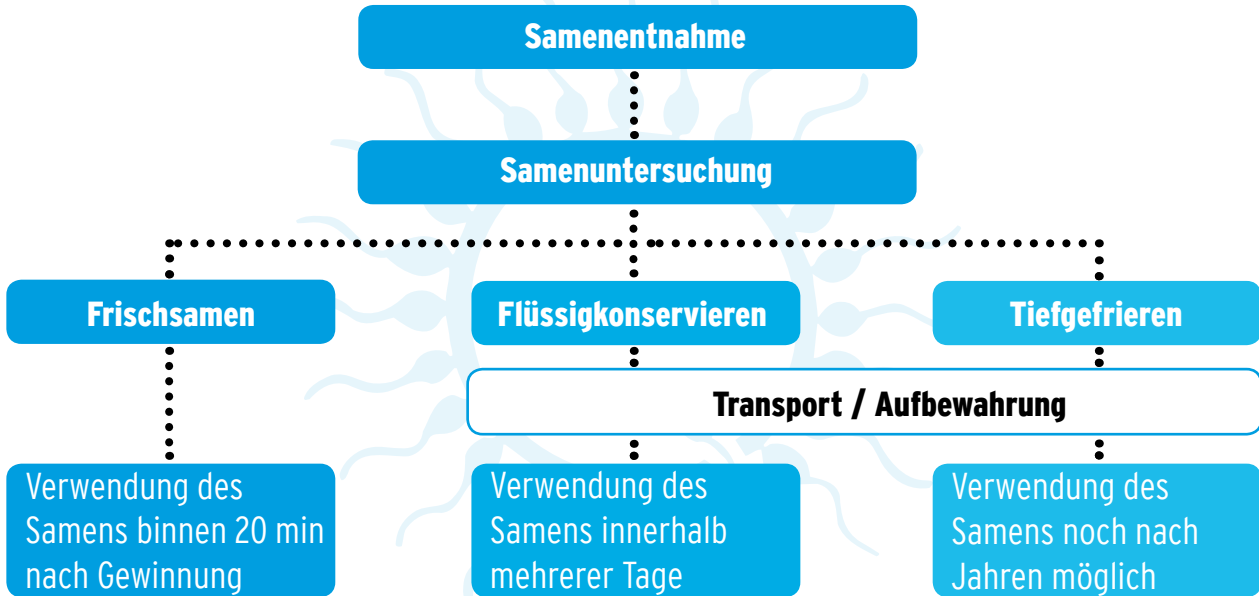 Samenentnahme
Samenuntersuchung
Frischsamen
Flüssigkonservieren
Tiefgefrieren
Transport / Aufbewahrung
Verwendung des
Samens binnen 20 min
nach Gewinnung
Verwendung des
Samens innerhalb
mehrerer Tage
Verwendung des
Samens noch nach
Jahren möglich